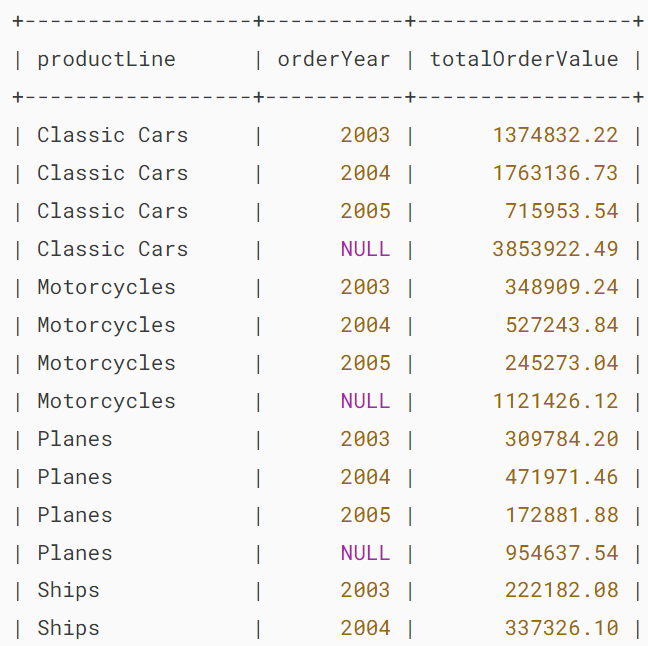 +------------------+-----------+-----------------+
| productLine      | orderYear | totalOrderValue |
+------------------+-----------+-----------------+
| Classic Cars     |      2003 |      1374832.22 |
| Classic Cars     |      2004 |      1763136.73 |
| Classic Cars     |      2005 |       715953.54 |
| Classic Cars     |      NULL |      3853922.49 |
| Motorcycles      |      2003 |       348909.24 |
| Motorcycles      |      2004 |       527243.84 |
| Motorcycles      |      2005 |       245273.04 |
| Motorcycles      |      NULL |      1121426.12 |
| Planes           |      2003 |       309784.20 |
| Planes           |      2004 |       471971.46 |
| Planes           |      2005 |       172881.88 |
| Planes           |      NULL |       954637.54 |
| Ships            |      2003 |       222182.08 |
| Ships            |      2004 |       337326.10 |